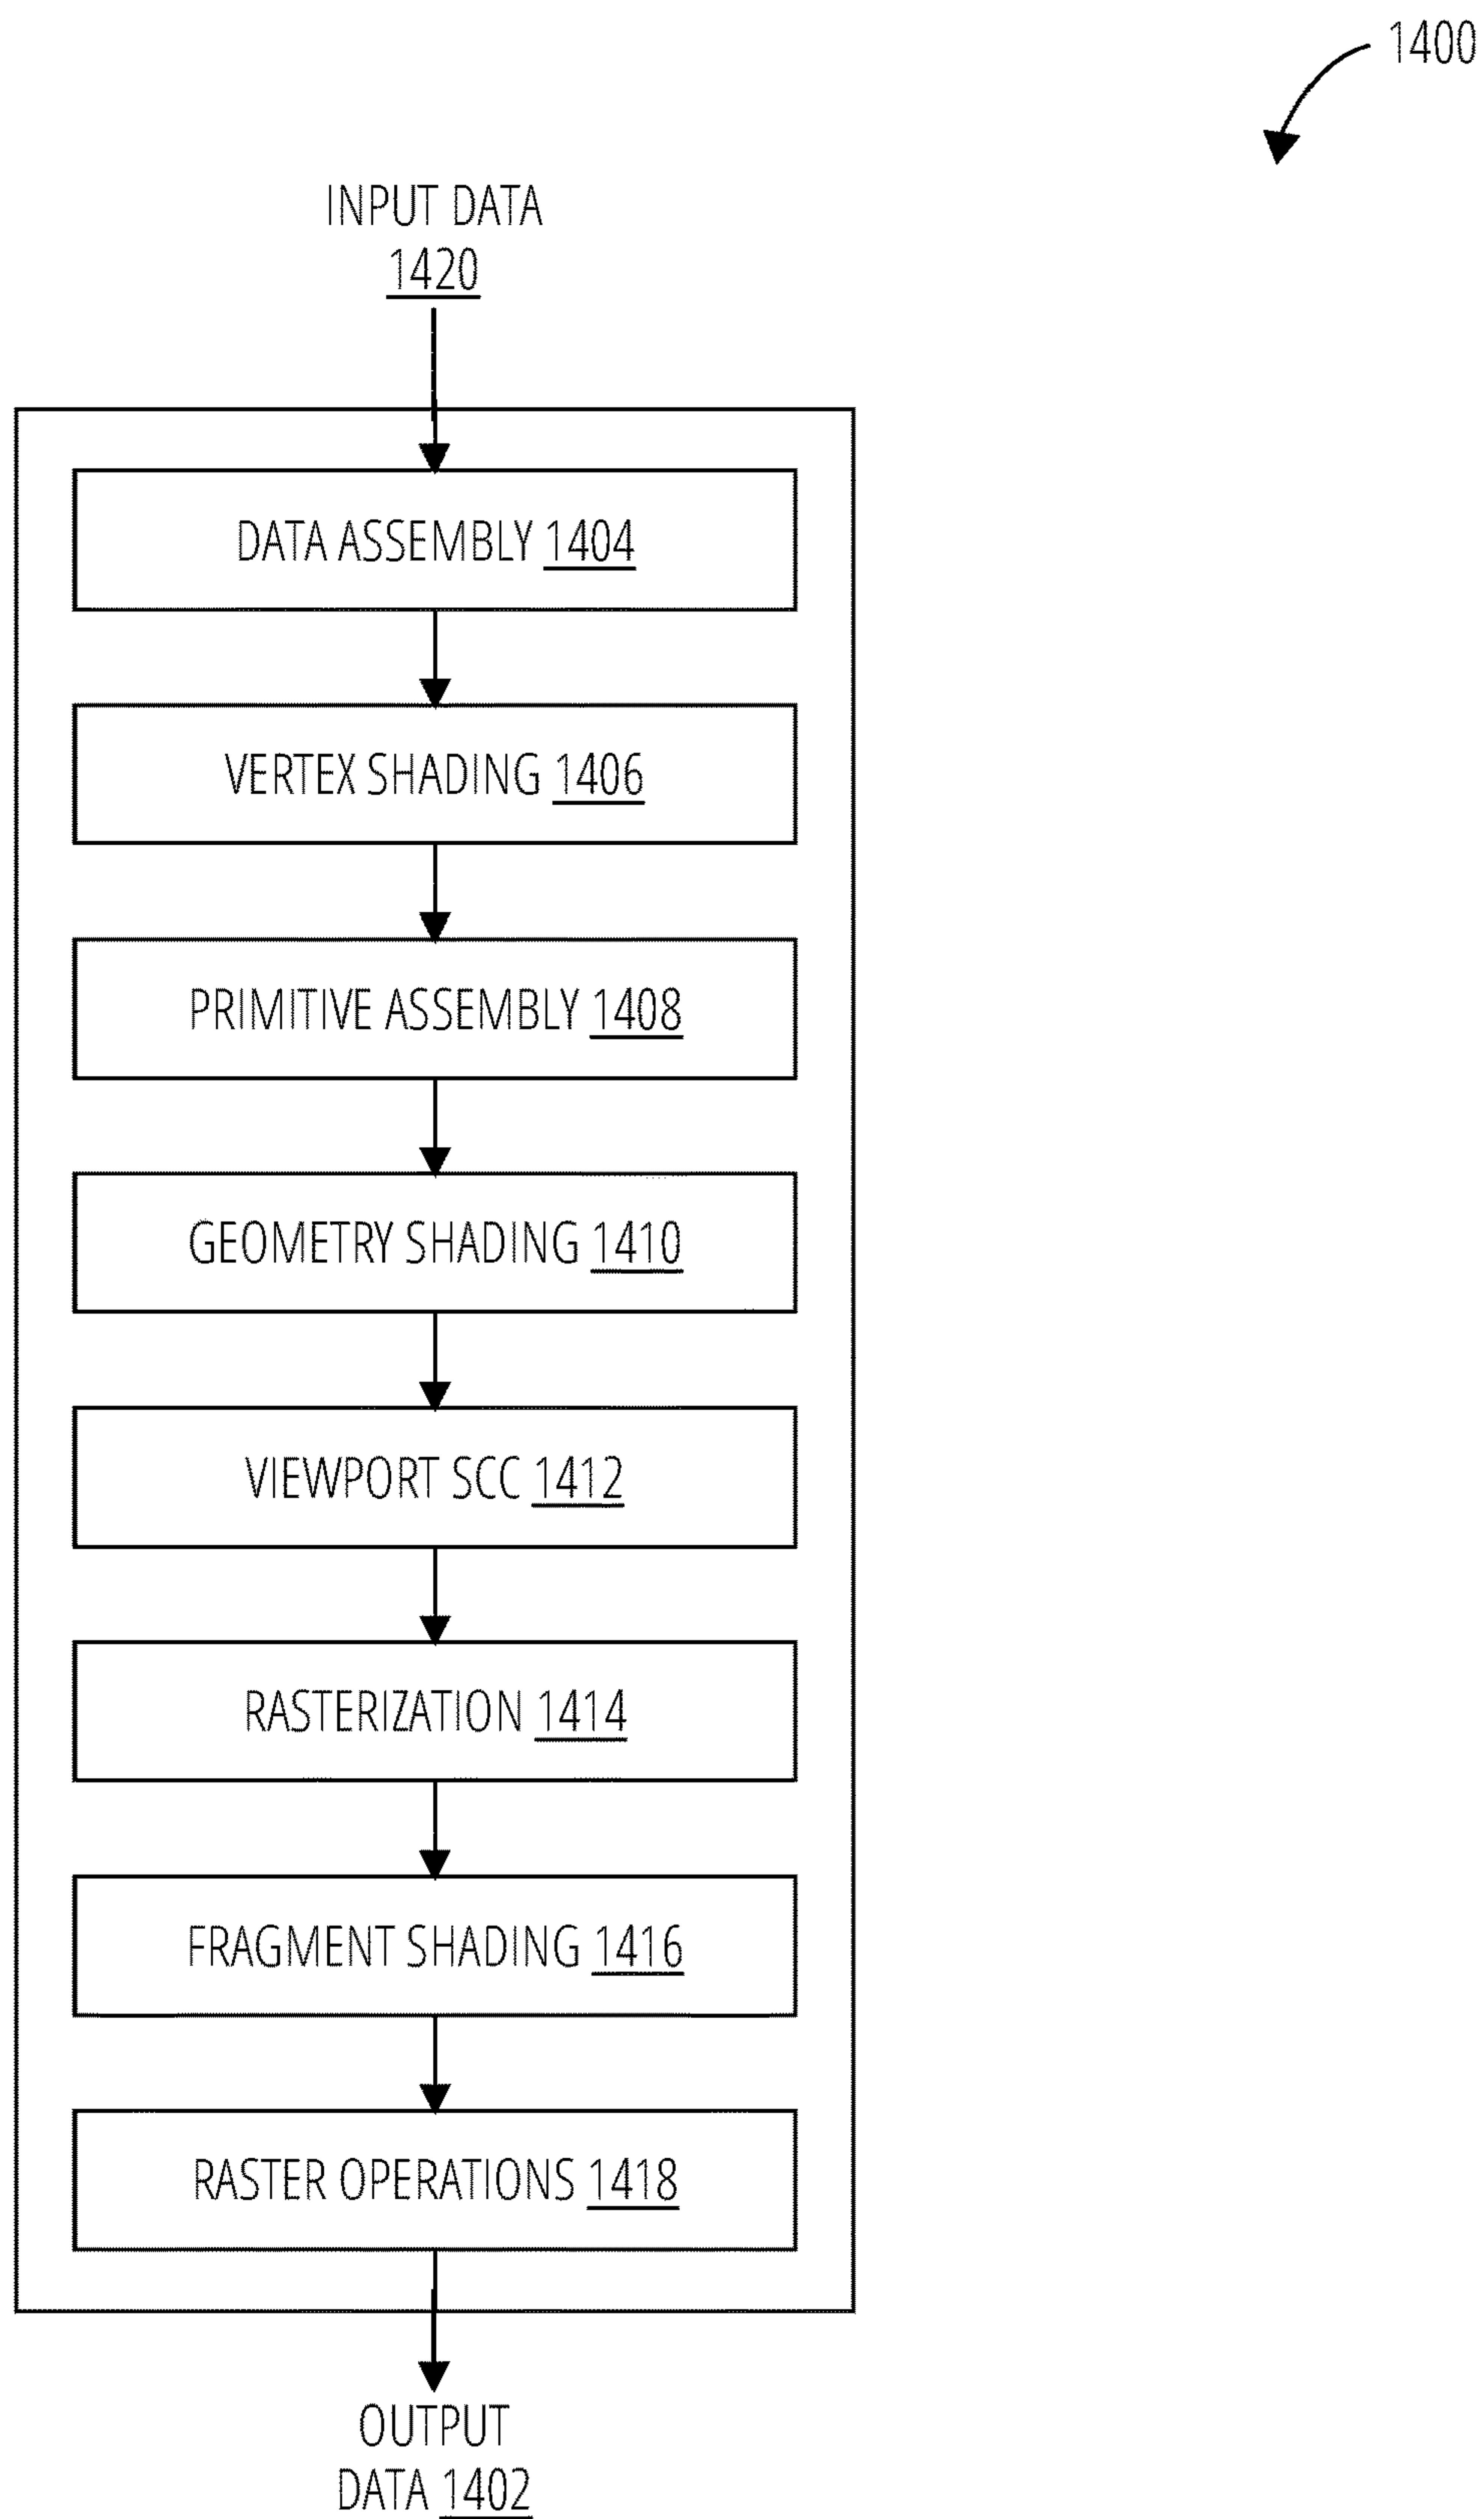 1400
INPUT DATA
1420
DATA ASSEMBLY 1404
VERTEX SHADING 1406
PRIMITIVE ASSEMBLY 1408
GEOMETRY SHADING 1410
VIEWPORT SCC 1412
RASTERIZATION 1414
FRAGMENT SHADING 1416
RASTER OPERATIONS 1418
OUTPUT
DATA 1402